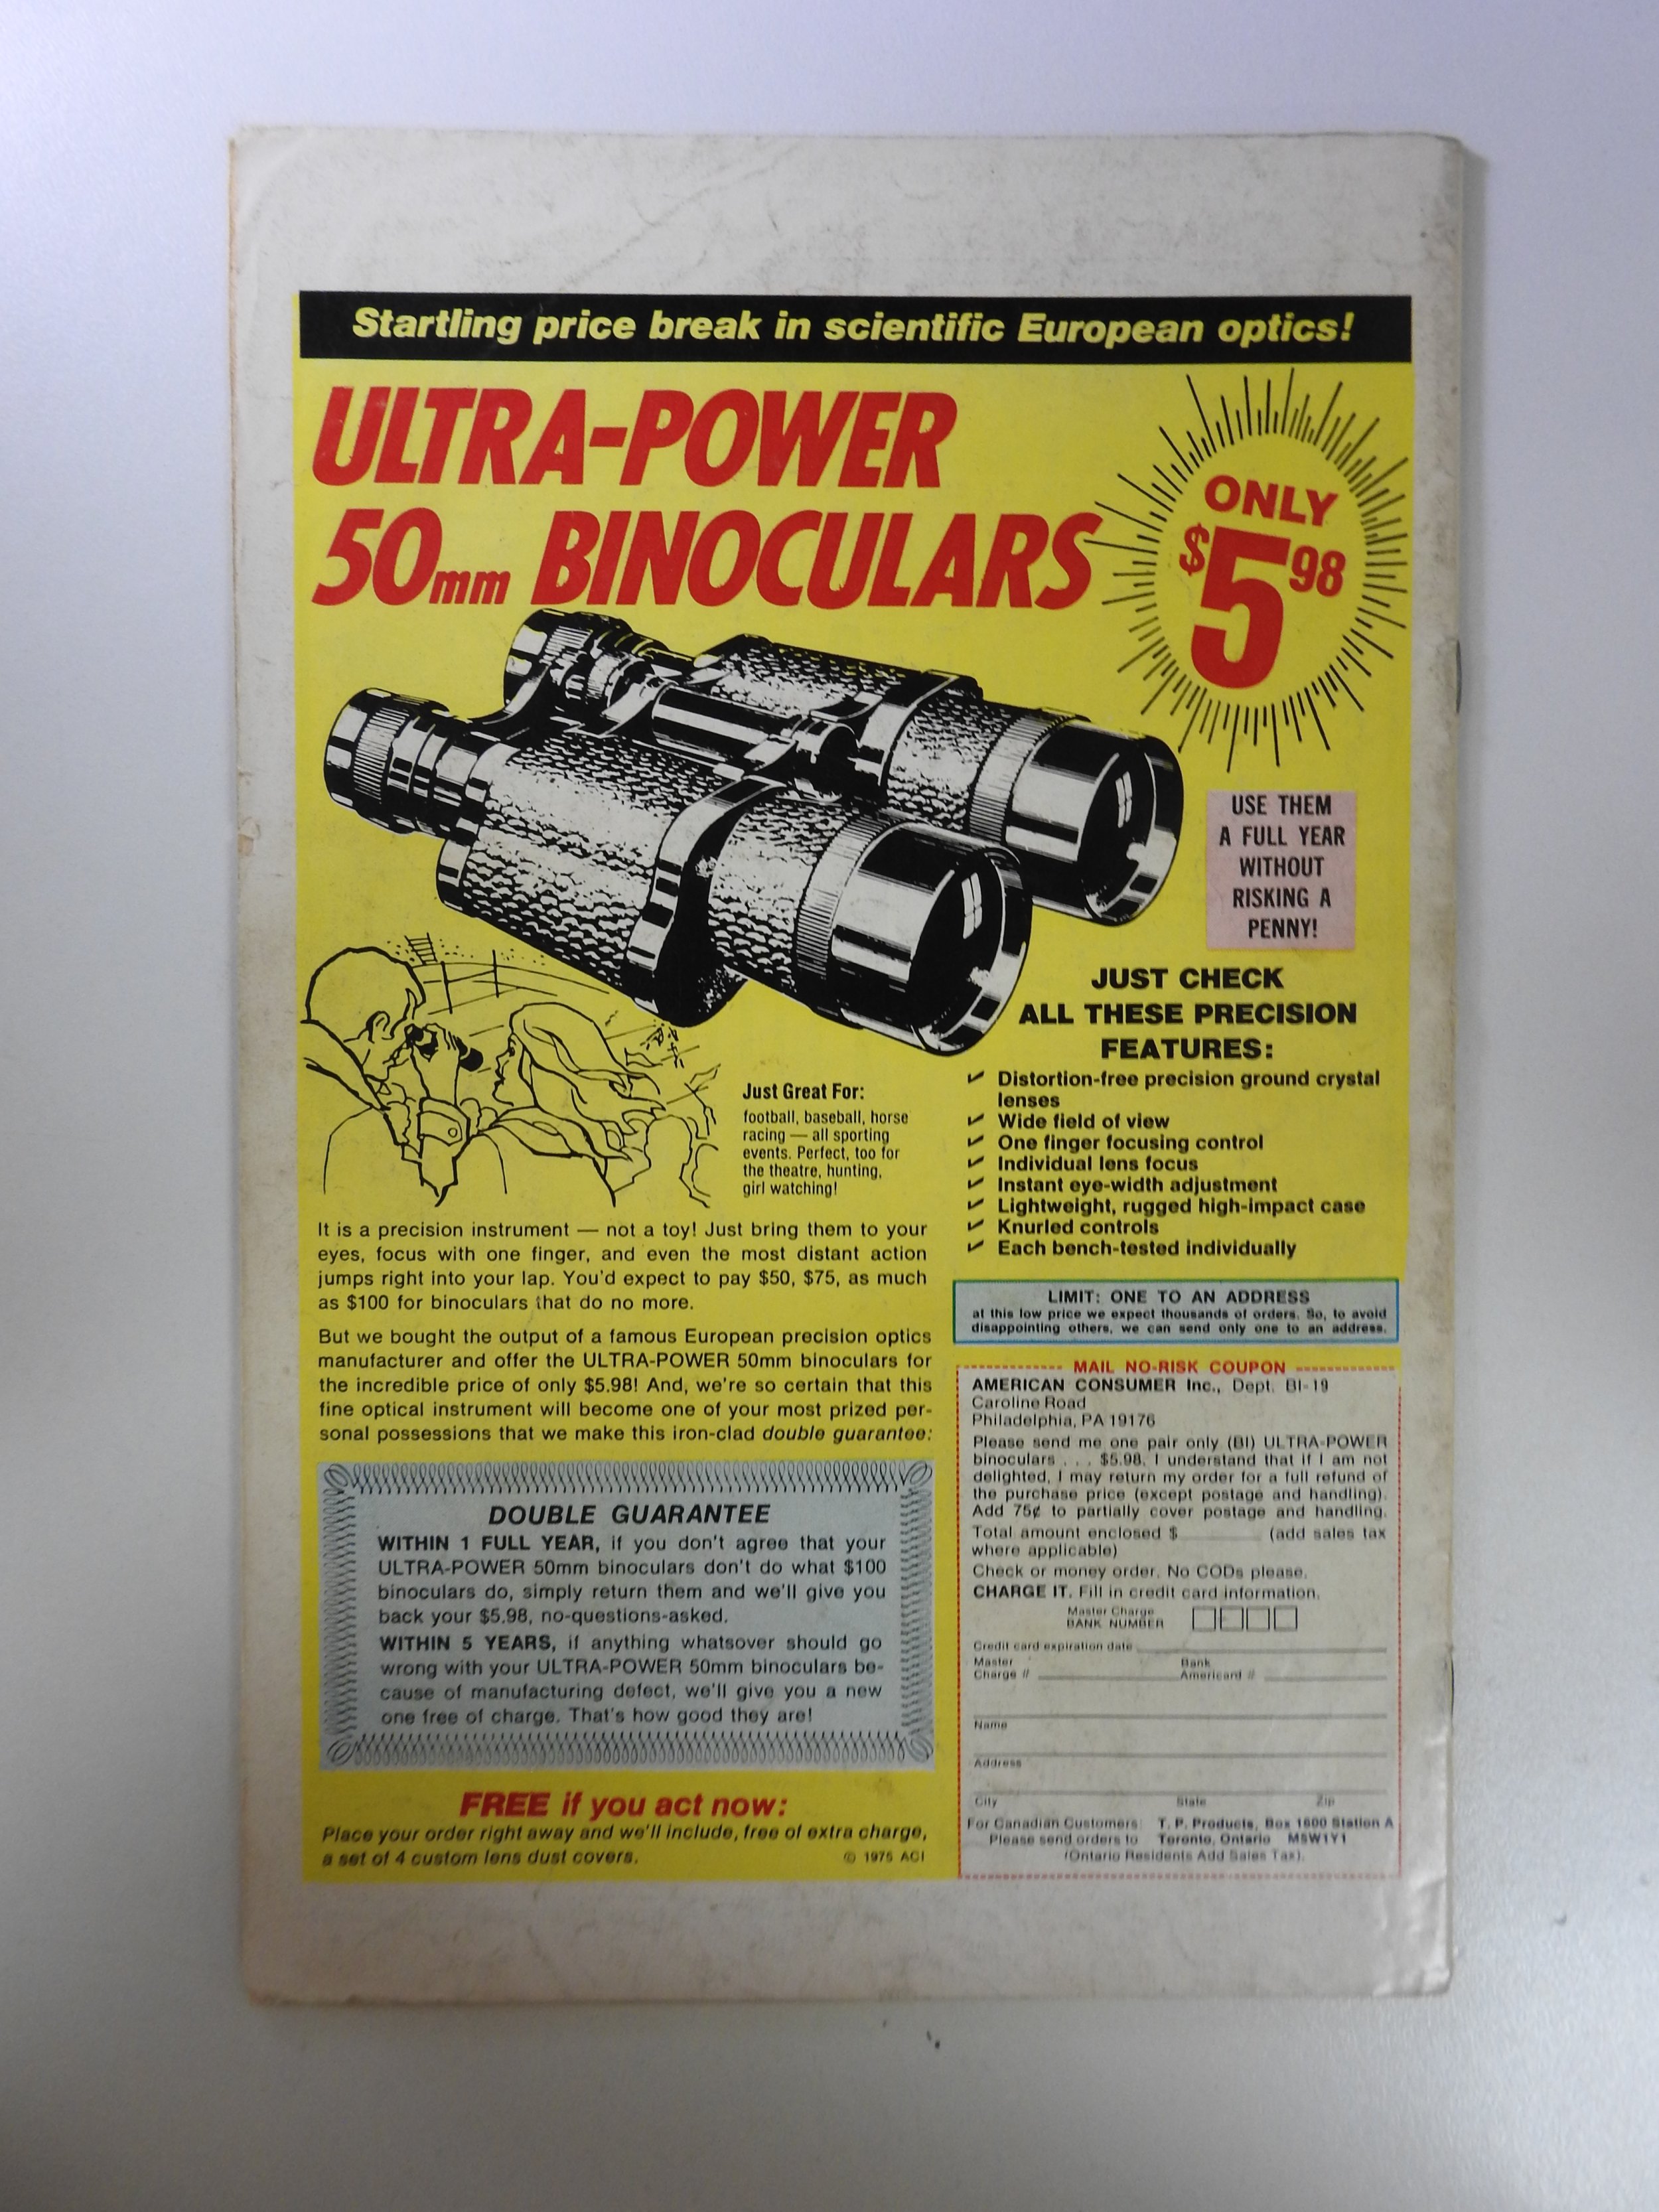 Startling price break in scientific European optics!
ULTRA-POWER
50mm BINOCULARS
ONLY
$5 98
USE THEM
A FULL YEAR
WITHOUT
RISKING A
PENNY!
JUST CHECK
ALL THESE PRECISION
FEATURES:
✓ Distortion-free precision ground crystal
lenses
✓ Wide field of view
✓ One finger focusing control
✓ Individual lens focus
✓ Instant eye-width adjustment
✓ Lightweight, rugged high-impact case
✓ Knurled controls
✓ Each bench-tested individually
Just Great For:
football, baseball, horse
racing — all sporting
events. Perfect, too for
the theatre, hunting,
girl watching!
It is a precision instrument — not a toy! Just bring them to your
eyes, focus with one finger, and even the most distant action
jumps right into your lap. You'd expect to pay $50, $75, as much
as $100 for binoculars that do no more.
But we bought the output of a famous European precision optics
manufacturer and offer the ULTRA-POWER 50mm binoculars for
the incredible price of only $5.98! And, we're so certain that this
fine optical instrument will become one of your most prized per-
sonal possessions that we make this iron-clad double guarantee:
DOUBLE GUARANTEE
WITHIN 1 FULL YEAR, if you don't agree that your
ULTRA-POWER 50mm binoculars don't do what $100
binoculars do, simply return them and we'll give you
back your $5.98, no-questions-asked.
WITHIN 5 YEARS, if anything whatsover should go
wrong with your ULTRA-POWER 50mm binoculars be-
cause of manufacturing defect, we'll give you a new
one free of charge. That's how good they are!
FREE if you act now:
Place your order right away and we'll include, free of extra charge,
a set of 4 custom lens dust covers.
© 1975 ACI
LIMIT: ONE TO AN ADDRESS
at this low price we expect thousands of orders. So, to avoid
disappointing others, we can send only one to an address.
MAIL NO-RISK COUPON
AMERICAN CONSUMER Inc., Dept. BI-19
Caroline Road
Philadelphia, PA 19176
Please send me one pair only (BI) ULTRA-POWER
binoculars . . . $5.98. I understand that if I am not
delighted, I may return my order for a full refund of
the purchase price (except postage and handling).
Add 75¢ to partially cover postage and handling.
Total amount enclosed $ (add sales tax
where applicable)
Check or money order. No CODs please.
CHARGE IT. Fill in credit card information.
Master Charge
BANK NUMBER
Credit card expiration date
Master Bank
Charge # Americard #
Name
Address
City State Zip
For Canadian Customers: T. P. Products, Box 1600 Station A
Please send orders to Toronto, Ontario M5W1Y1
(Ontario Residents Add Sales Tax).